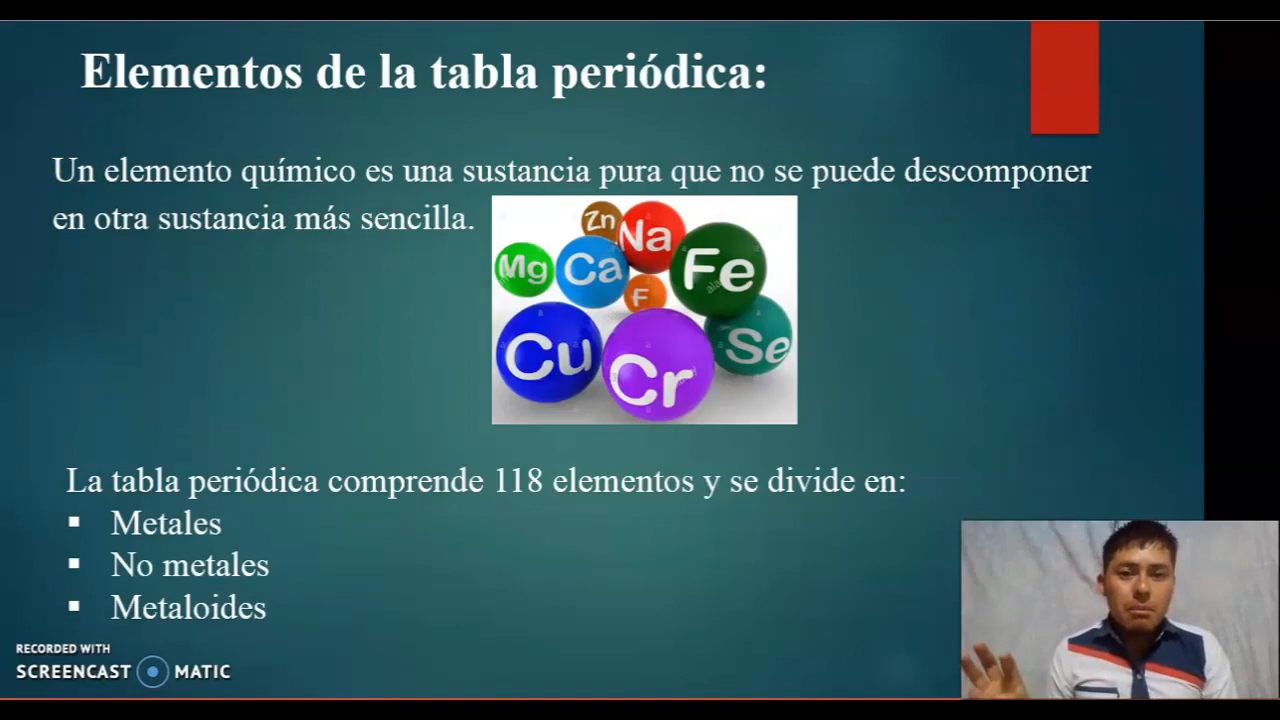 Elementos de la tabla periódica:
Un elemento químico es una sustancia pura que no se puede descomponer
en otra sustancia más sencilla.
Zn
Na
Mg
Ca
Fe
F
Cu
Cr
Se
La tabla periódica comprende 118 elementos y se divide en:
▪ Metales
▪ No metales
▪ Metaloides
RECORDED WITH
SCREENCAST MATIC